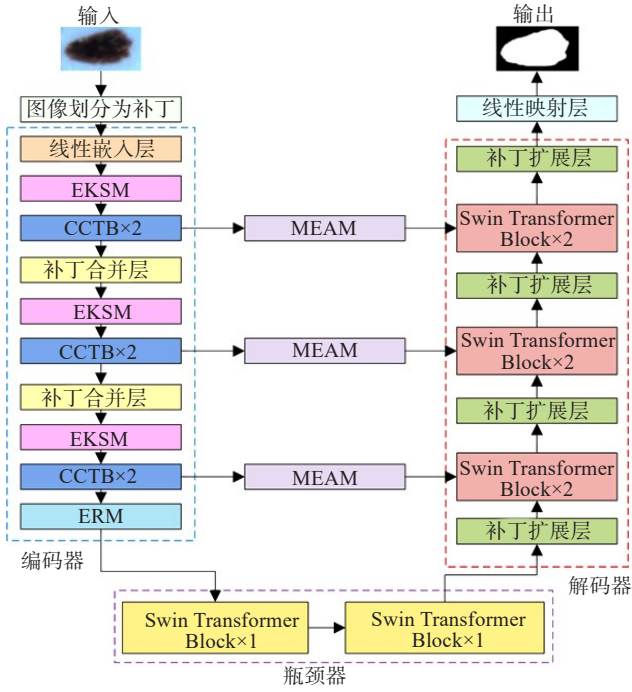 输入
图像划分为补丁
线性嵌入层
EKSM
CCTB×2
补丁合并层
EKSM
CCTB×2
补丁合并层
EKSM
CCTB×2
ERM
编码器
MEAM
MEAM
MEAM
输出
线性映射层
补丁扩展层
Swin Transformer
Block×2
补丁扩展层
Swin Transformer
Block×2
补丁扩展层
Swin Transformer
Block×2
补丁扩展层
解码器
Swin Transformer
Block×1
Swin Transformer
Block×1
瓶颈器